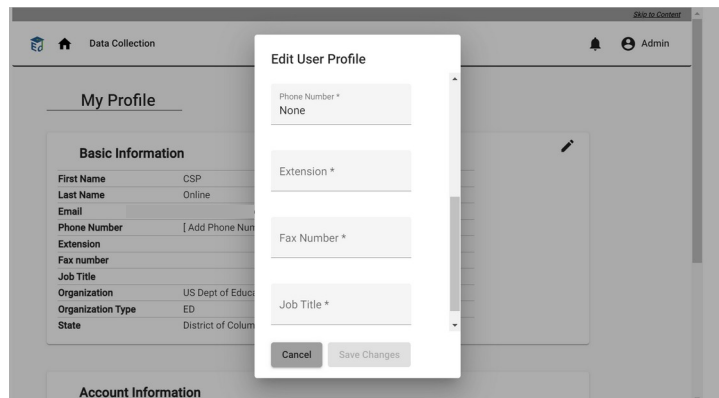 Skip to Content
Ed
Data Collection
Admin
My Profile
Basic Information
First Name CSP
Last Name Online
Email
Phone Number [ Add Phone Num
Extension
Fax number
Job Title
Organization US Dept of Educa
Organization Type ED
State District of Colum
Account Information
Edit User Profile
Phone Number *
None
Extension *
Fax Number *
Job Title *
Cancel Save Changes